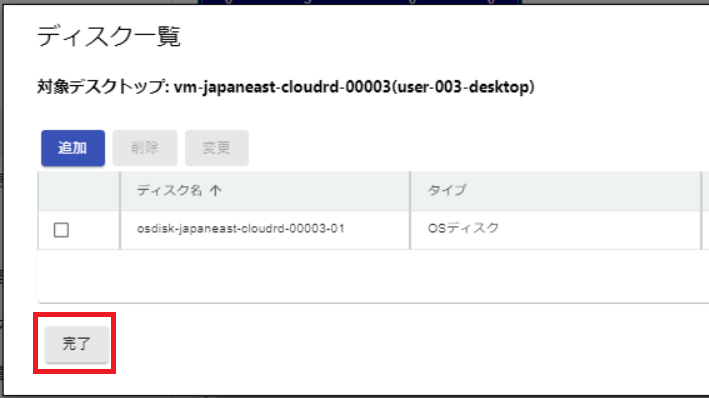 ディスク一覧
対象デスクトップ: vm-japaneast-cloudrd-00003(user-003-desktop)
追加 削除 変更
ディスク名 ↑ タイプ
osdisk-japaneast-cloudrd-00003-01 OSディスク
完了